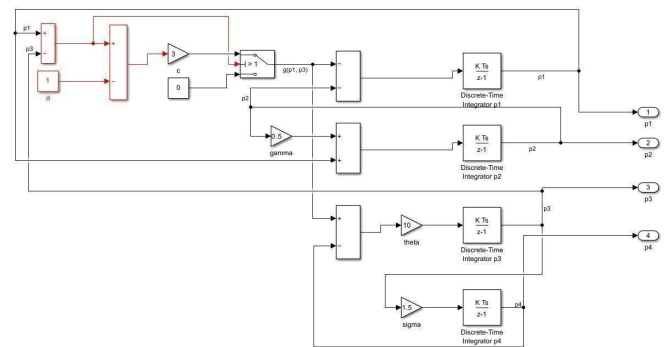 p1
+
p3
−
+
−
1
d
3
c
> 1
0
g(p1, p3)
−
−
p2
K Ts
z-1
Discrete-Time
Integrator p1
p1
1
p1
0.5
gamma
+
+
K Ts
z-1
Discrete-Time
Integrator p2
p2
2
p2
+
−
10
theta
K Ts
z-1
Discrete-Time
Integrator p3
p3
3
p3
4
p4
1.5
sigma
K Ts
z-1
Discrete-Time
Integrator p4
p4